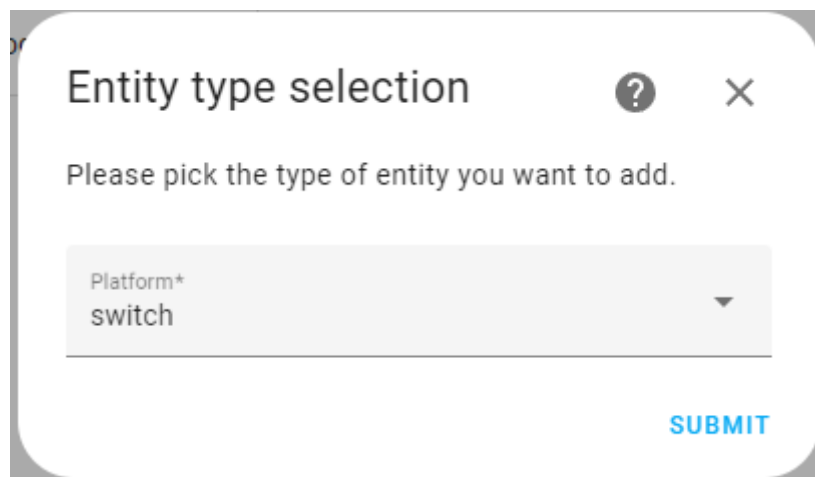 Entity type selection
Please pick the type of entity you want to add.
Platform*
switch
SUBMIT